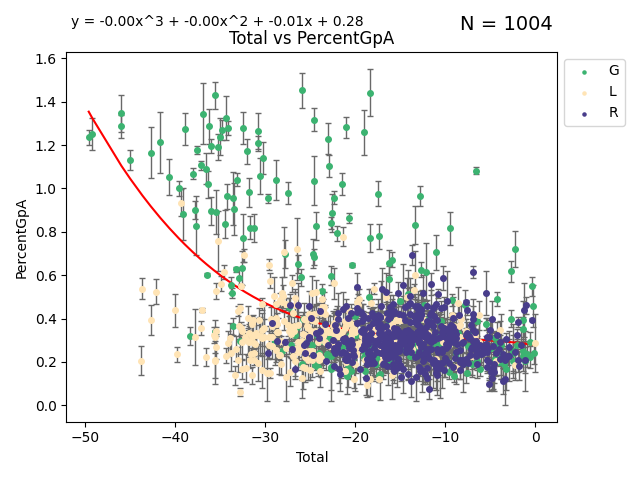 y = -0.00x^3 + -0.00x^2 + -0.01x + 0.28
N = 1004
Total vs PercentGpA
G
L
R
PercentGpA
1.6
1.4
1.2
1.0
0.8
0.6
0.4
0.2
0.0
−50
−40
−30
−20
−10
0
Total